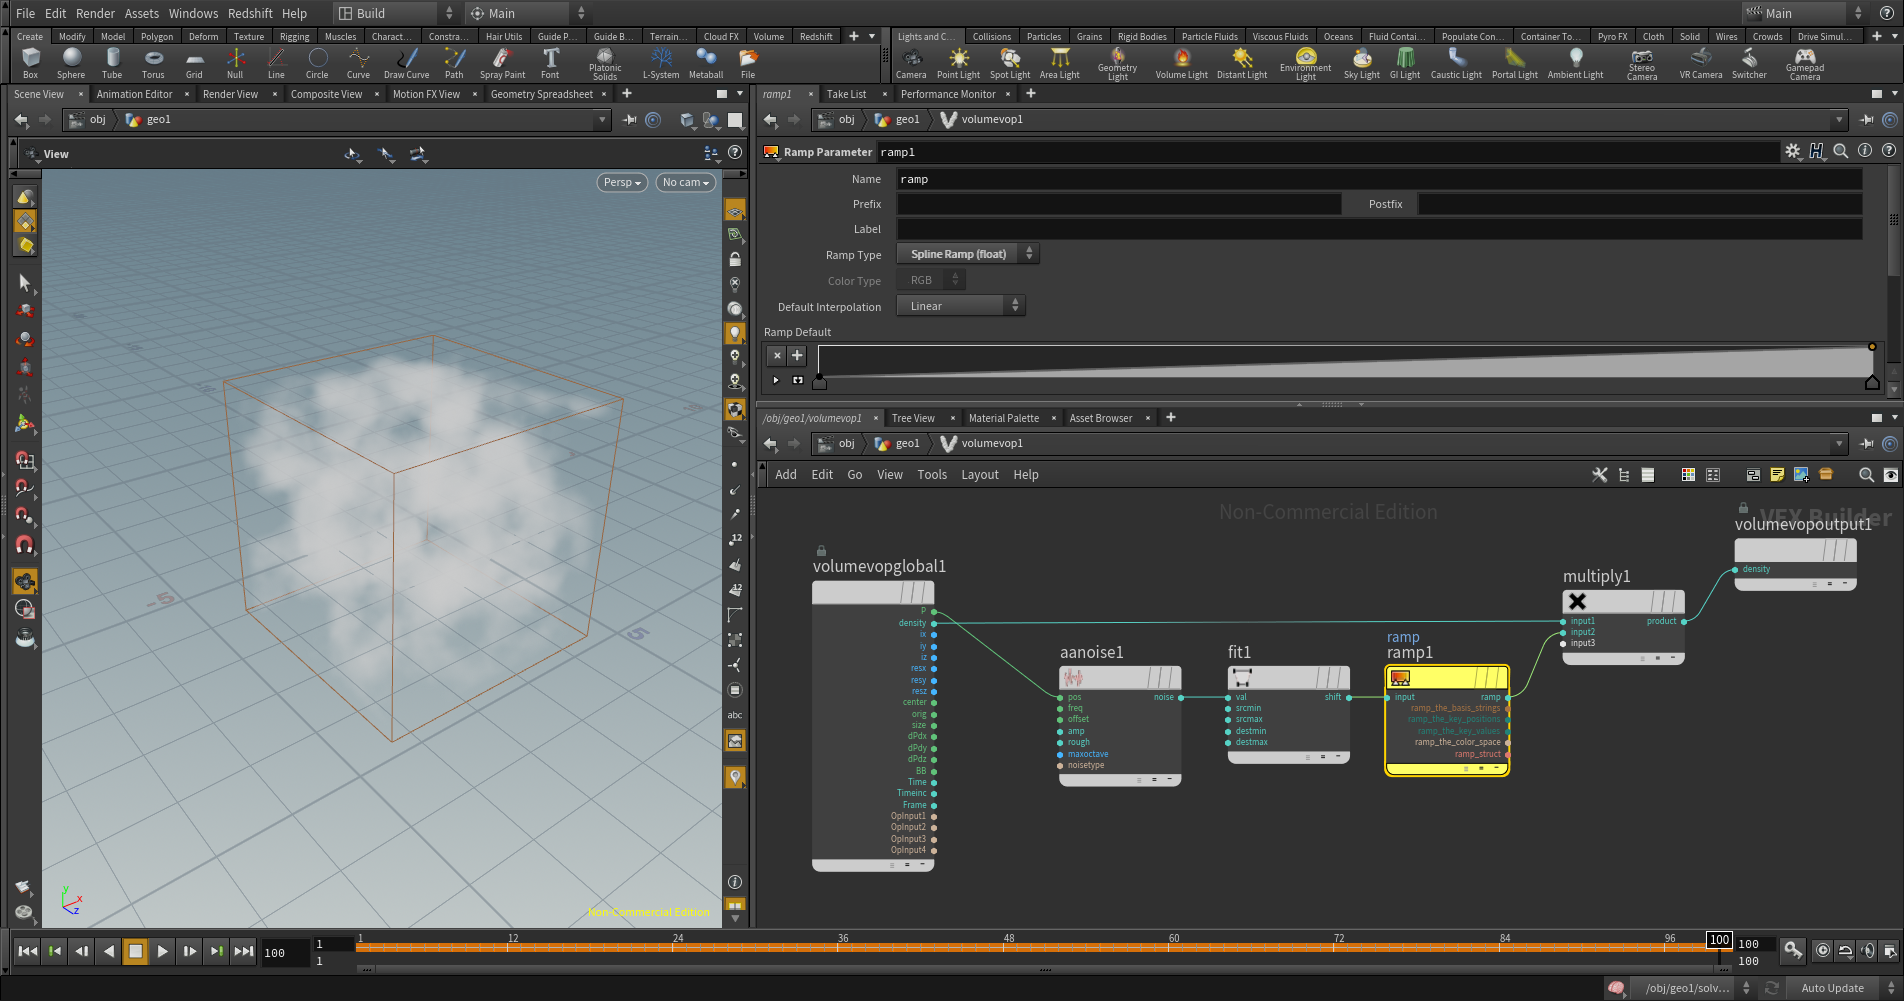 File Edit Render Assets Windows Redshift Help Build Main Main
Create Modify Model Polygon Deform Texture Rigging Muscles Charact... Constra... Hair Utils Guide P... Guide B... Terrain... Cloud FX Volume Redshift
Lights and C... Collisions Particles Grains Rigid Bodies Particle Fluids Viscous Fluids Oceans Fluid Contai... Populate Con... Container To... Pyro FX Cloth Solid Wires Crowds Drive Simul...
Box Sphere Tube Torus Grid Null Line Circle Curve Draw Curve Path Spray Paint Font Platonic Solids L-System Metaball File
Camera Point Light Spot Light Area Light Geometry Light Volume Light Distant Light Environment Light Sky Light GI Light Caustic Light Portal Light Ambient Light Stereo Camera VR Camera Switcher Gamepad Camera
Scene View Animation Editor Render View Composite View Motion FX View Geometry Spreadsheet
ramp1 Take List Performance Monitor
obj geo1
obj geo1 volumevop1
View
Persp No cam
Ramp Parameter ramp1
Name ramp
Prefix Postfix
Label
Ramp Type Spline Ramp (float)
Color Type RGB
Default Interpolation Linear
Ramp Default
/obj/geo1/volumevop1 Tree View Material Palette Asset Browser
obj geo1 volumevop1
Add Edit Go View Tools Layout Help
Non-Commercial Edition
VEX Builder
volumevopoutput1
density
volumevopglobal1
P
density
ix
iy
iz
resx
resy
resz
center
orig
size
dPdx
dPdy
dPdz
BB
Time
Timeinc
Frame
OpInput1
OpInput2
OpInput3
OpInput4
aanoise1
pos noise
freq
offset
amp
rough
maxoctave
noisetype
fit1
val shift
srcmin
srcmax
destmin
destmax
ramp
ramp1
input ramp
ramp_the_basis_strings
ramp_the_key_positions
ramp_the_key_values
ramp_the_color_space
ramp_struct
multiply1
input1 product
input2
input3
-5
5
12
12
abc
y
x
z
Non-Commercial Edition
100 1 1 1 12 24 36 48 60 72 84 96 100 100 100
/obj/geo1/solv... Auto Update